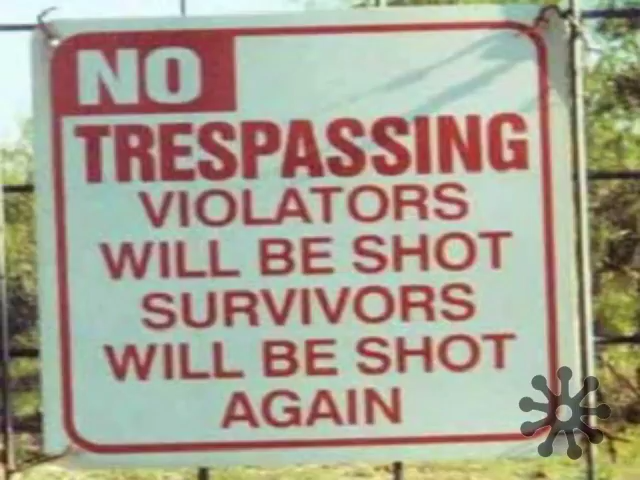 NO
TRESPASSING
VIOLATORS
WILL BE SHOT
SURVIVORS
WILL BE SHOT
AGAIN